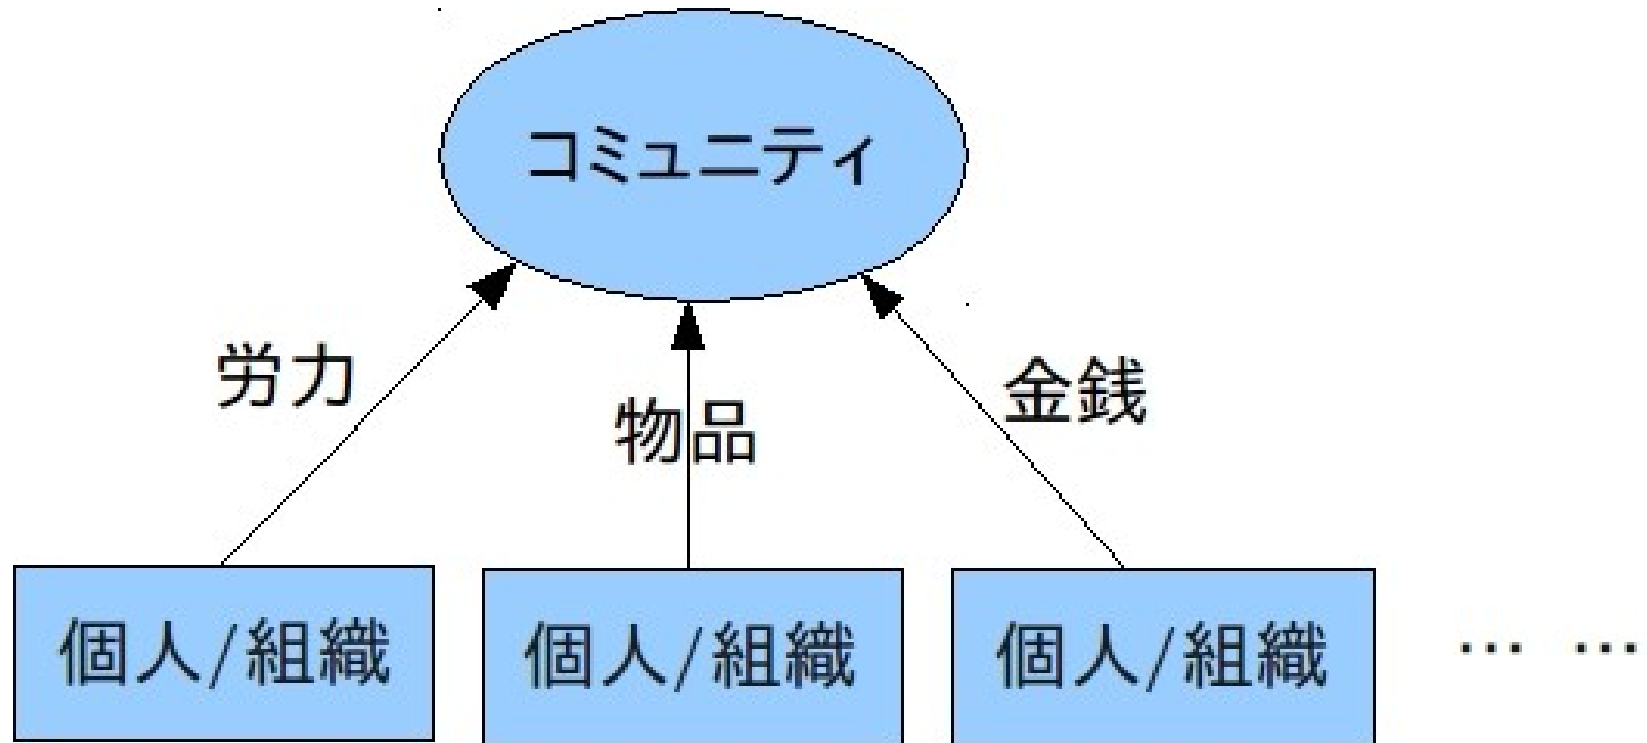 コミュニティ
労力
物品
金銭
個人/組織
個人/組織
個人/組織
… …